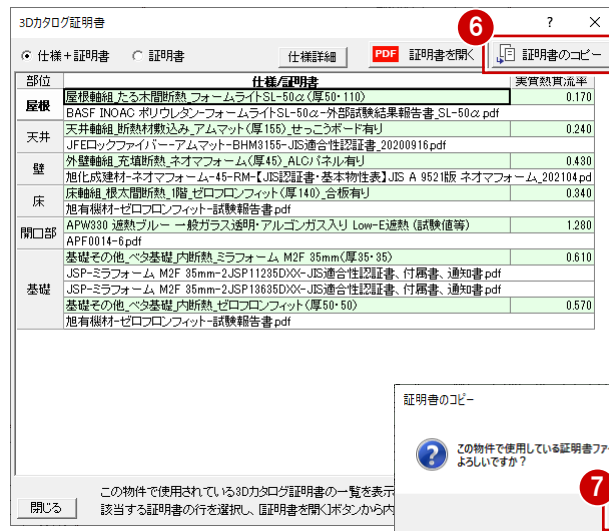 3Dカタログ証明書
?
×
6
仕様+証明書
証明書
仕様詳細
PDF 証明書を開く
証明書のコピー
部位 仕様/証明書 実質熱貫流率
屋根 屋根軸組_たる木間断熱_フォームライトSL-50α(厚50・110) 0.170
BASF INOAC ポリウレタン-フォームライトSL-50α-外部試験結果報告書_SL-50α.pdf
天井 天井軸組_断熱材敷込み_アムマット(厚155)_せっこうボード有り 0.240
JFEロックファイバー-アムマット-BHM3155-JIS適合性認証書_20200916.pdf
壁 外壁軸組_充填断熱_ネオマフォーム(厚45)_ALCパネル有り 0.430
旭化成建材-ネオマフォーム-45-RM-【JIS認証書・基本物性表】JIS A 9521版 ネオマフォーム_202104.pd
床 床軸組_根太間断熱_1階_ゼロフロンフィット(厚140)_合板有り 0.340
旭有機材-ゼロフロンフィット-試験報告書.pdf
開口部 APW330 遮熱ブルー 一般ガラス透明・アルゴンガス入り Low-E遮熱 (試験値等) 1.280
APF0014-6.pdf
基礎 基礎その他_ベタ基礎_内断熱_ミラフォーム M2F 35mm(厚35・35) 0.610
JSP-ミラフォーム M2F 35mm-2JSP11235DXX-JIS適合性認証書、付属書、通知書.pdf
JSP-ミラフォーム M2F 35mm-2JSP13635DXX-JIS適合性認証書、付属書、通知書.pdf
基礎その他_ベタ基礎_内断熱_ゼロフロンフィット(厚50・50) 0.570
旭有機材-ゼロフロンフィット-試験報告書.pdf
証明書のコピー
この物件で使用している証明書ファ
よろしいですか?
7
この物件で使用されている3Dカタログ証明書の一覧を表示
閉じる
該当する証明書の行を選択し、[証明書を開く]ボタンから内